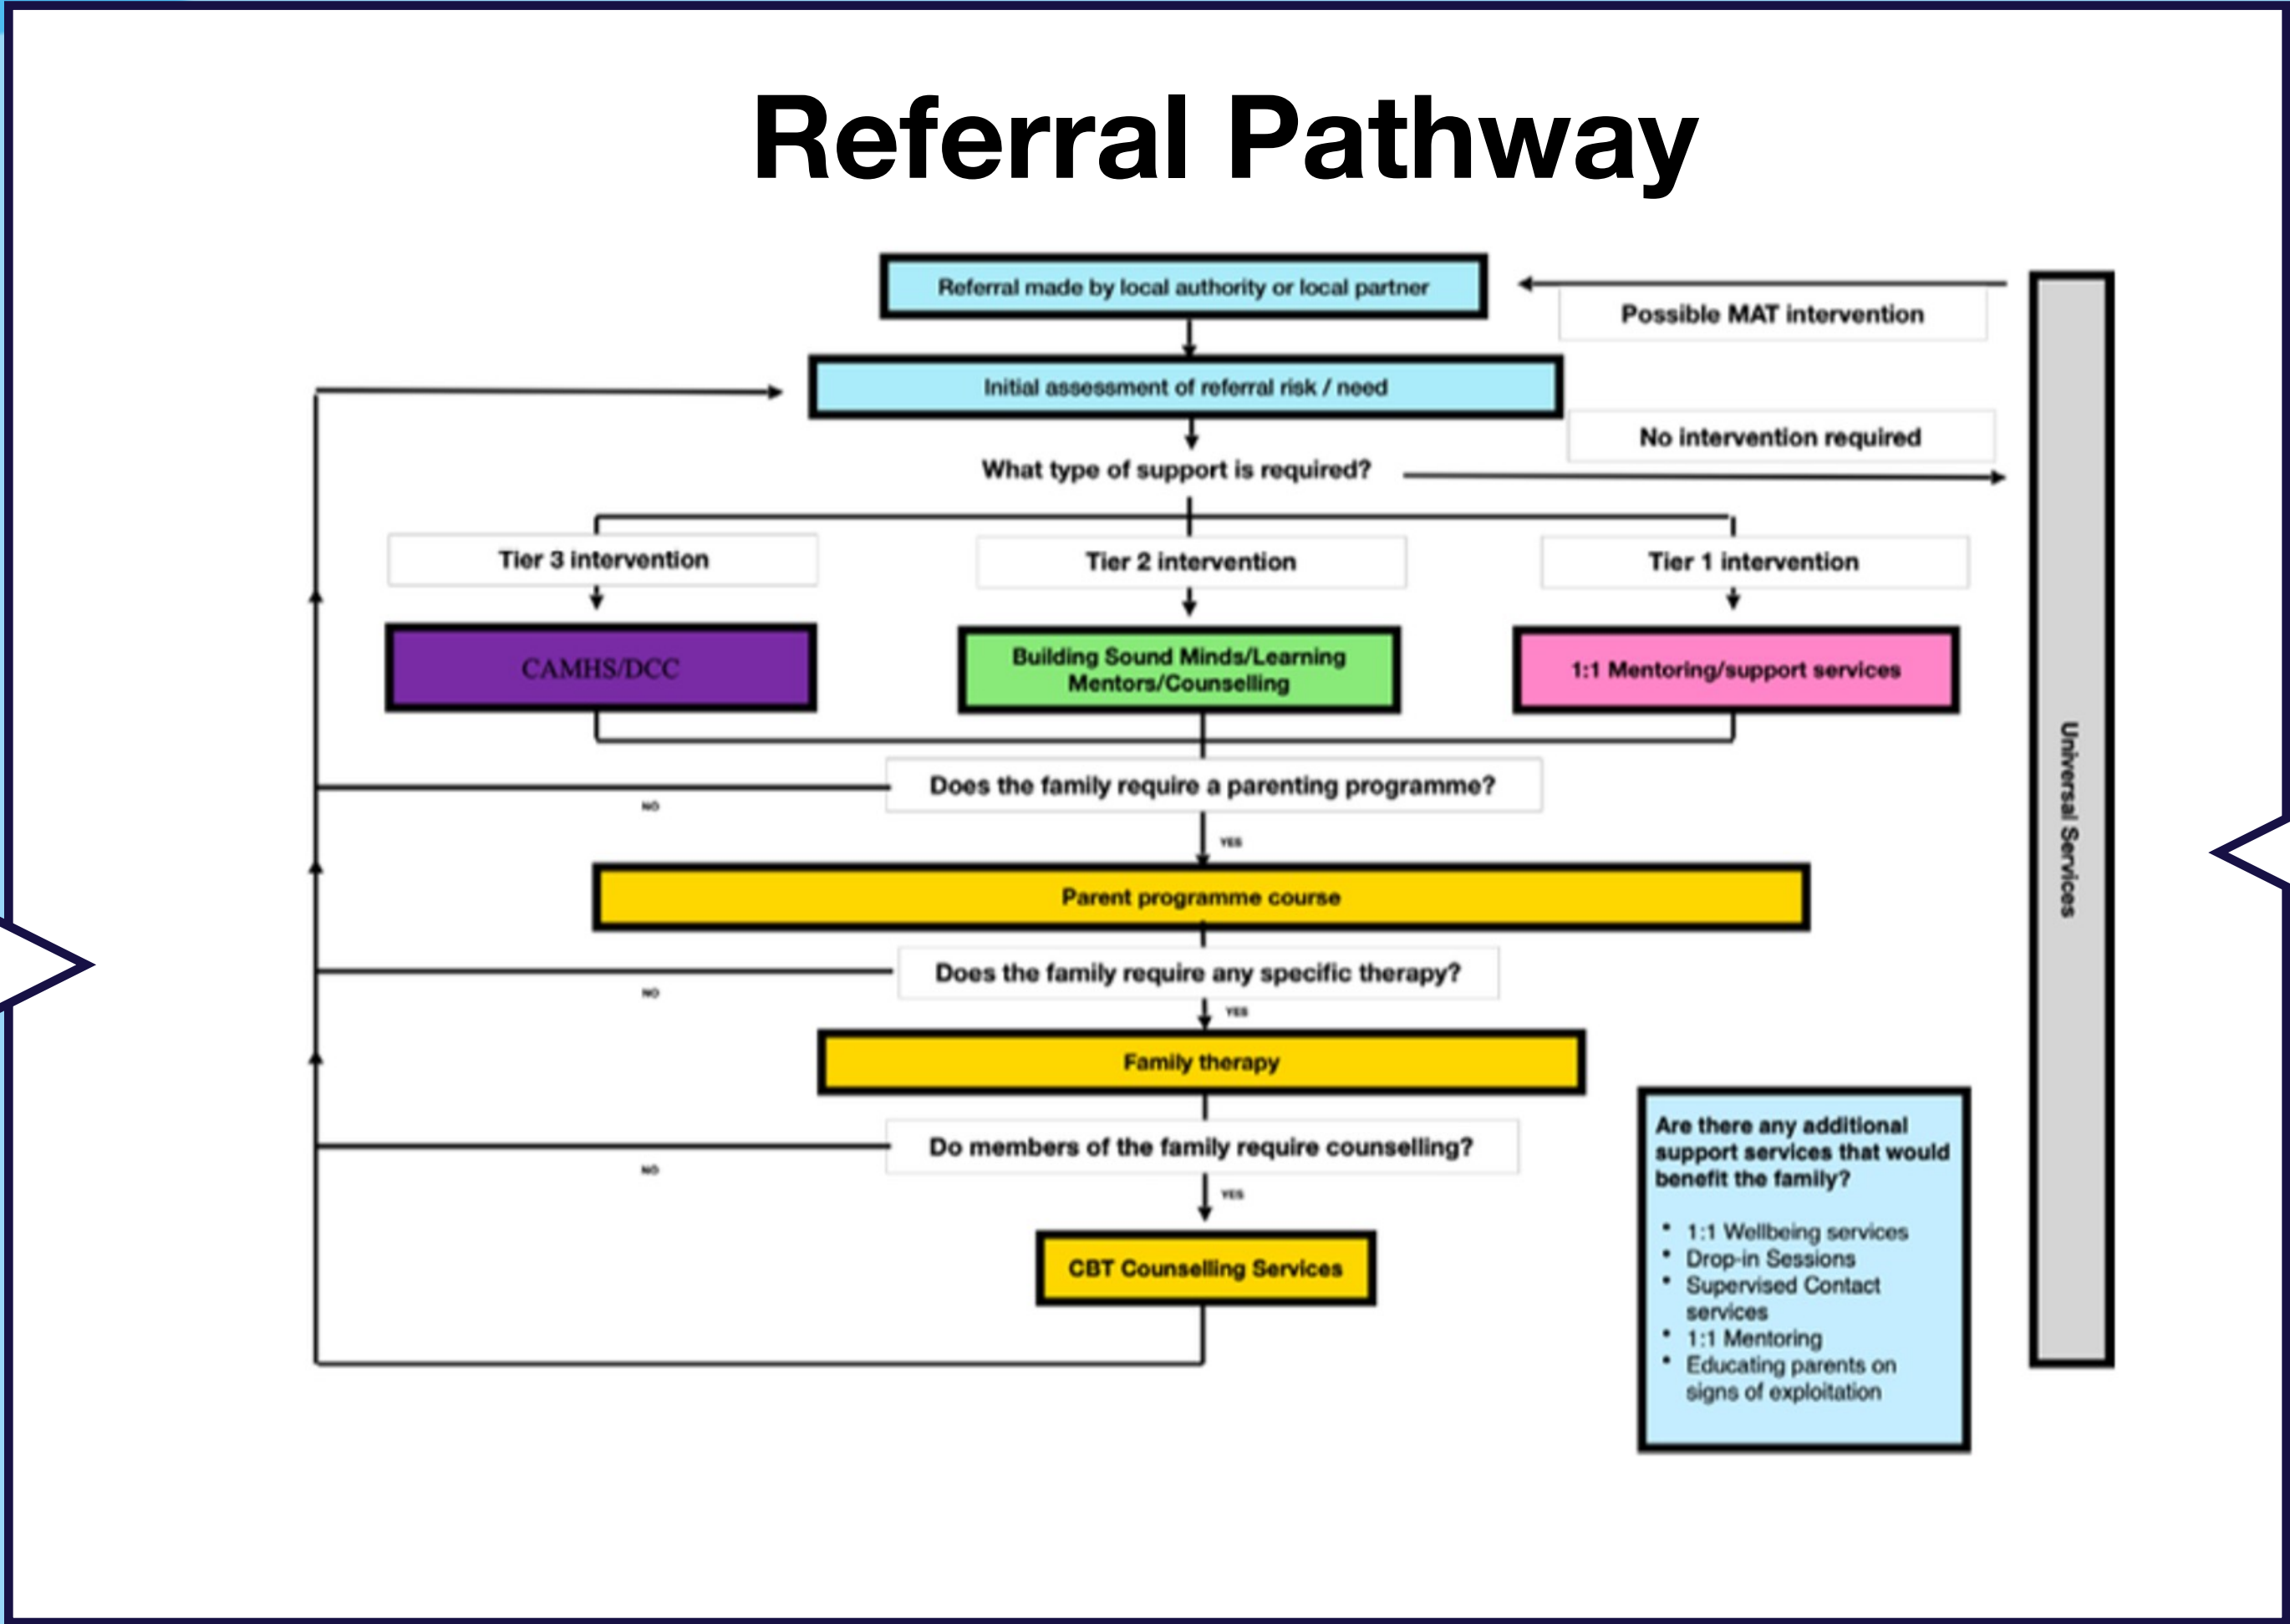 Referral Pathway
Referral made by local authority or local partner
Possible MAT intervention
Initial assessment of referral risk / need
No intervention required
What type of support is required?
Tier 3 intervention
Tier 2 intervention
Tier 1 intervention
CAMHS/DCC
Building Sound Minds/Learning
Mentors/Counselling
1:1 Mentoring/support services
Universal Services
Does the family require a parenting programme?
NO
YES
Parent programme course
Does the family require any specific therapy?
NO
YES
Family therapy
Do members of the family require counselling?
NO
YES
CBT Counselling Services
Are there any additional
support services that would
benefit the family?
• 1:1 Wellbeing services
• Drop-in Sessions
• Supervised Contact
services
• 1:1 Mentoring
• Educating parents on
signs of exploitation